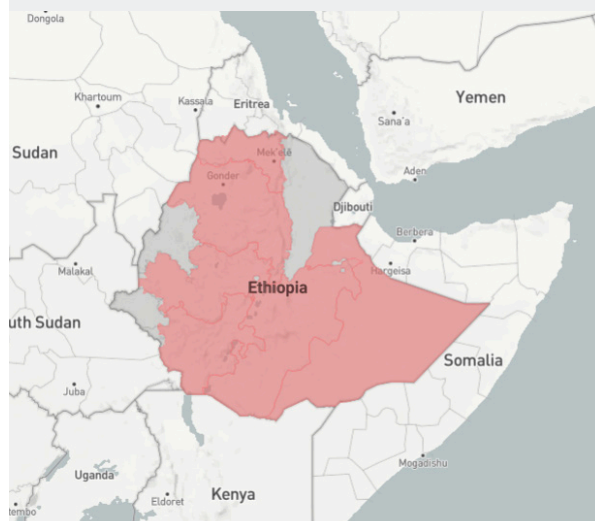 Dongola
Khartoum
Kassala
Eritrea
Sana'a
Yemen
Sudan
Mek'elē
Gonder
Aden
Djibouti
Berbera
Malakal
Hargeisa
Ethiopia
uth Sudan
Somalia
Juba
Mogadishu
Uganda
Eldoret
Kenya
tembo